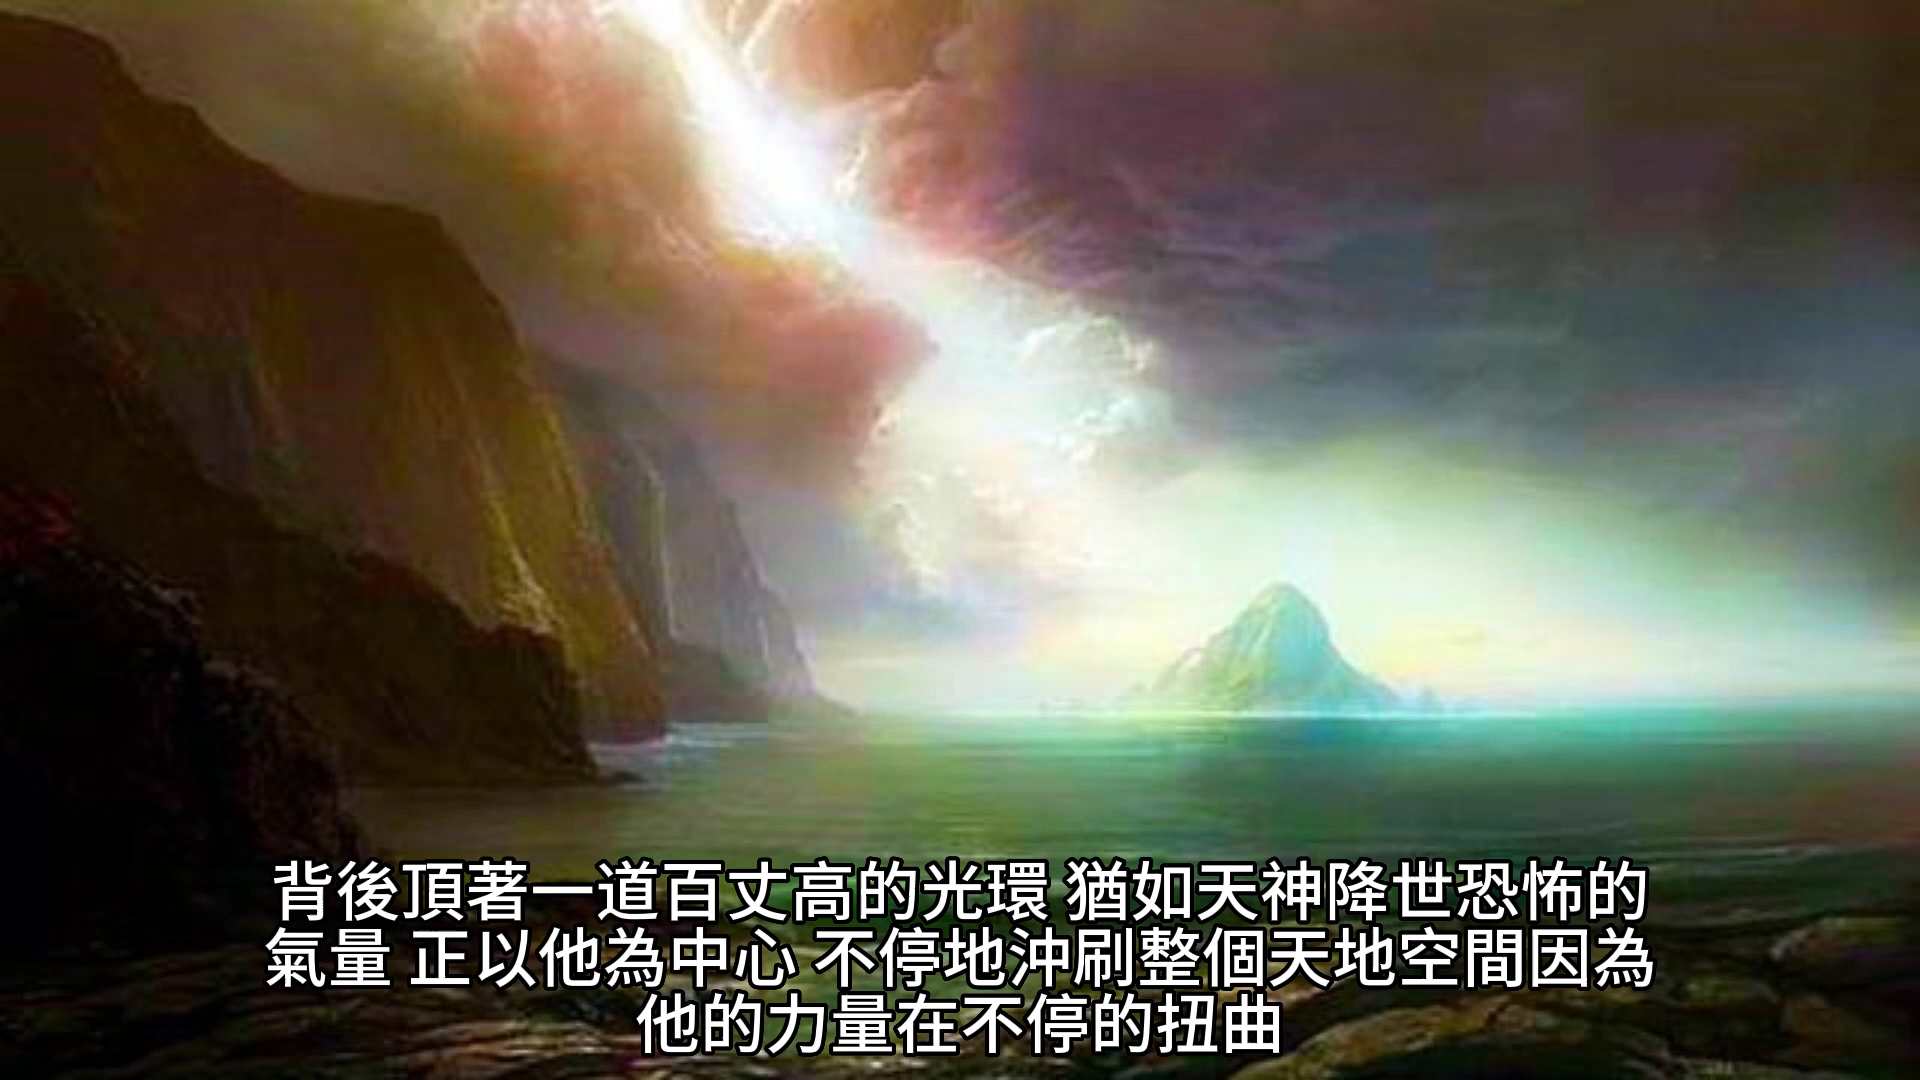 背後頂著一道百丈高的光環 猶如天神降世恐怖的
氣量 正以他為中心 不停地沖刷整個天地空間因為
他的力量在不停的扭曲